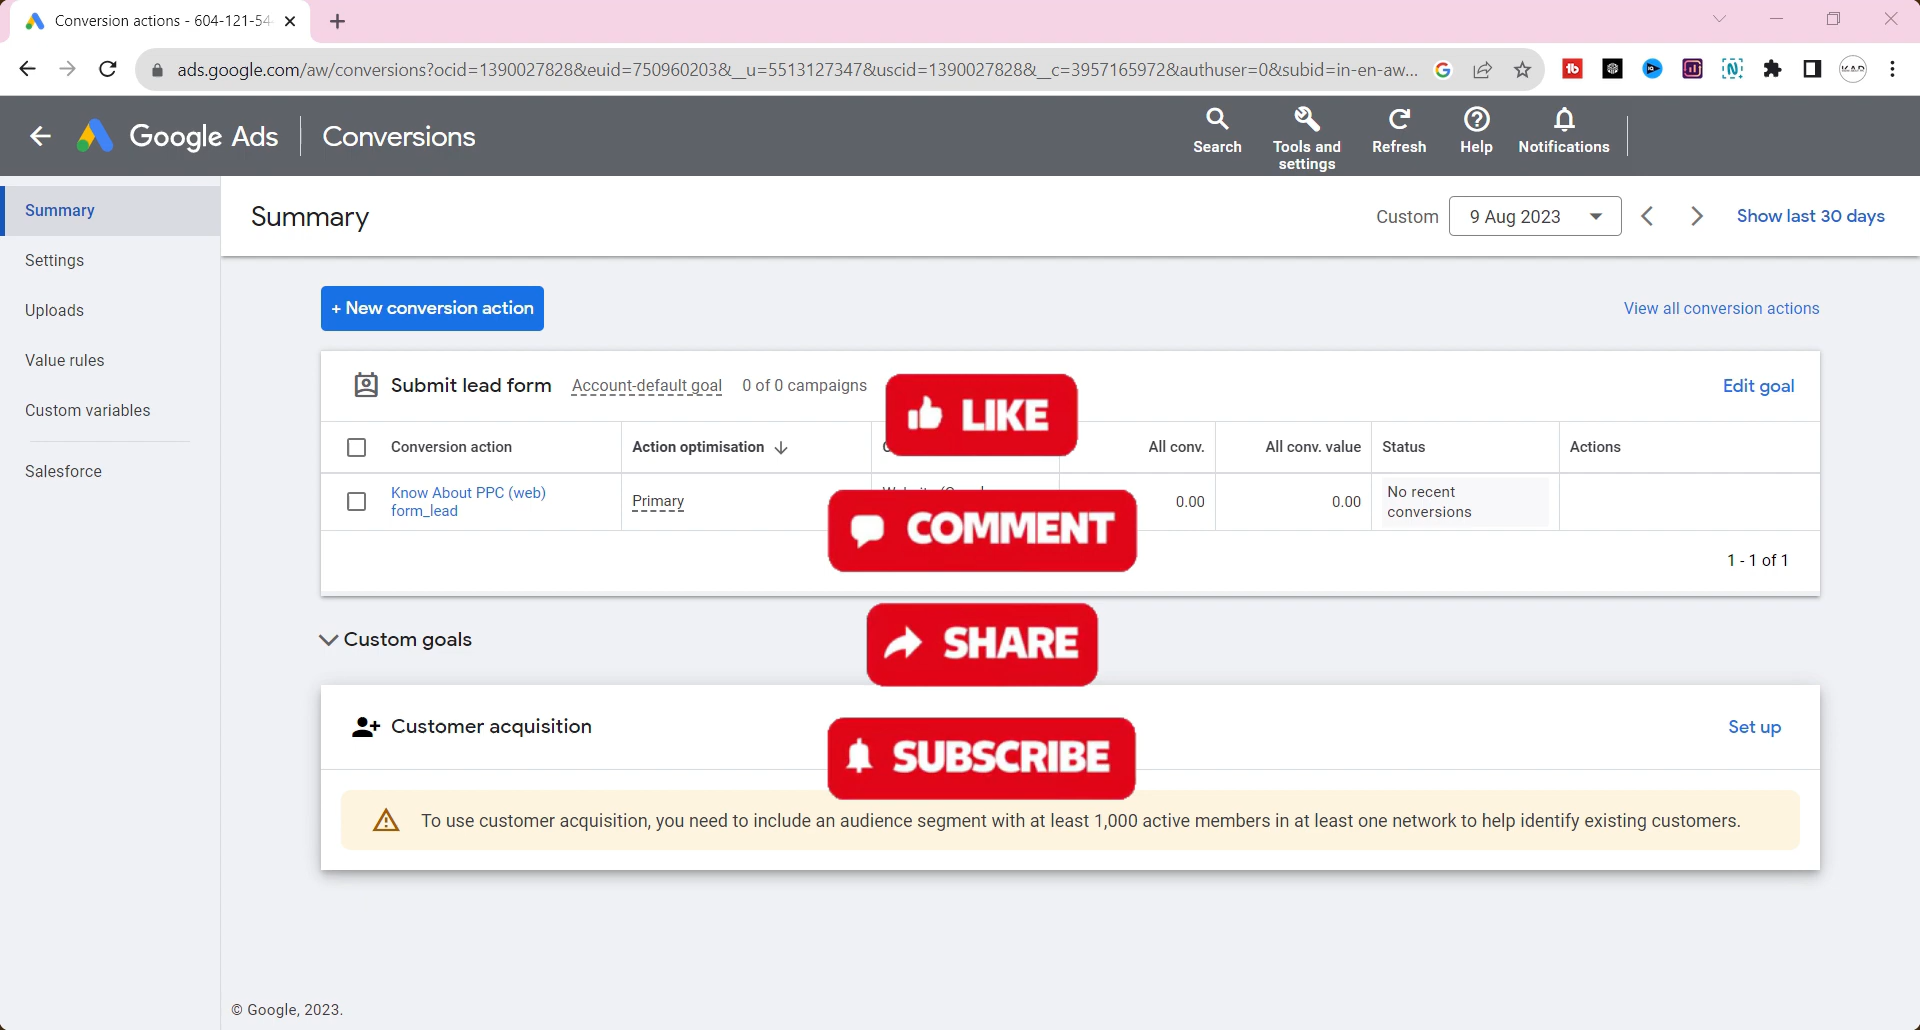 Conversion actions - 604-121-54
ads.google.com/aw/conversions?ocid=1390027828&euid=750960203&__u=5513127347&uscid=1390027828&__c=3957165972&authuser=0&subid=in-en-aw...
Google Ads
Conversions
Search
Tools and
settings
Refresh
Help
Notifications
Summary
Settings
Uploads
Value rules
Custom variables
Salesforce
Summary
Custom
9 Aug 2023
Show last 30 days
+ New conversion action
View all conversion actions
Submit lead form
Account-default goal
0 of 0 campaigns
Edit goal
LIKE
Conversion action
Action optimisation
All conv.
All conv. value
Status
Actions
Know About PPC (web)
form_lead
Primary
0.00
0.00
No recent
conversions
COMMENT
1 - 1 of 1
Custom goals
SHARE
Customer acquisition
Set up
SUBSCRIBE
To use customer acquisition, you need to include an audience segment with at least 1,000 active members in at least one network to help identify existing customers.
© Google, 2023.